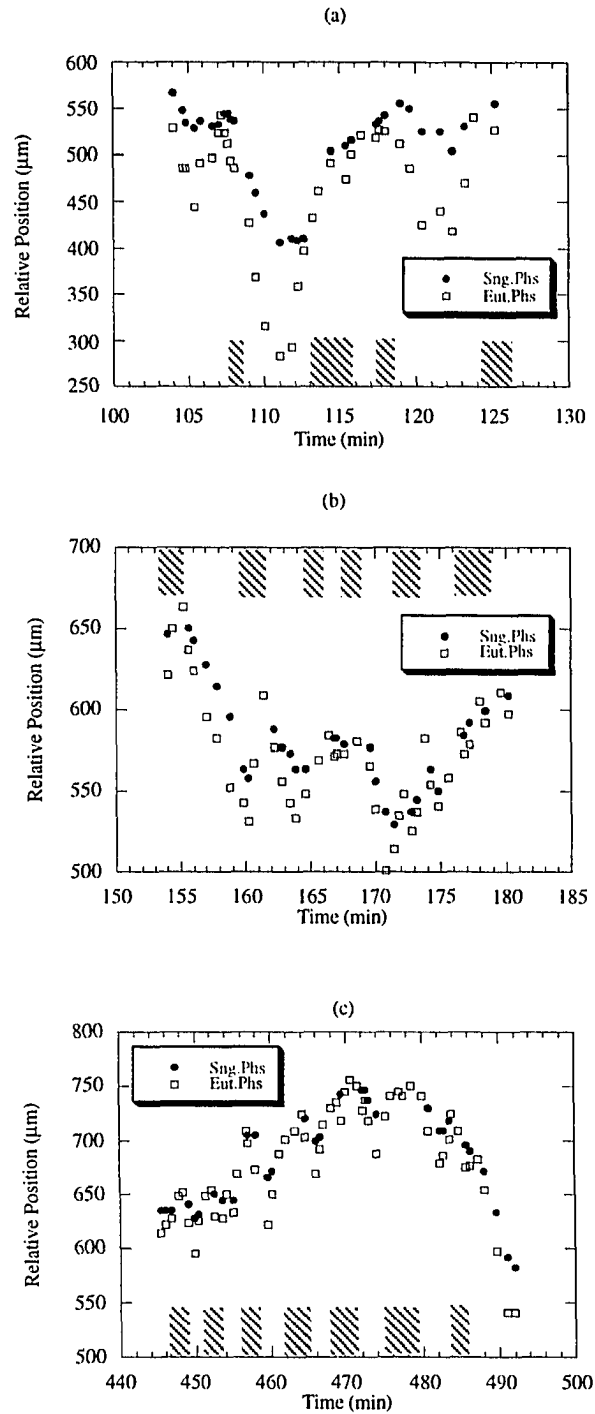 (a)
600
550
500
450
400
350
300
250
Relative Position (μm)
Sng.Phs
Eut.Phs
100 105 110 115 120 125 130
Time (min)
(b)
700
650
600
550
500
Relative Position (μm)
Sng.Phs
Eut.Phs
150 155 160 165 170 175 180 185
Time (min)
(c)
800
750
700
650
600
550
500
Relative Position (μm)
Sng.Phs
Eut.Phs
440 450 460 470 480 490 500
Time (min)